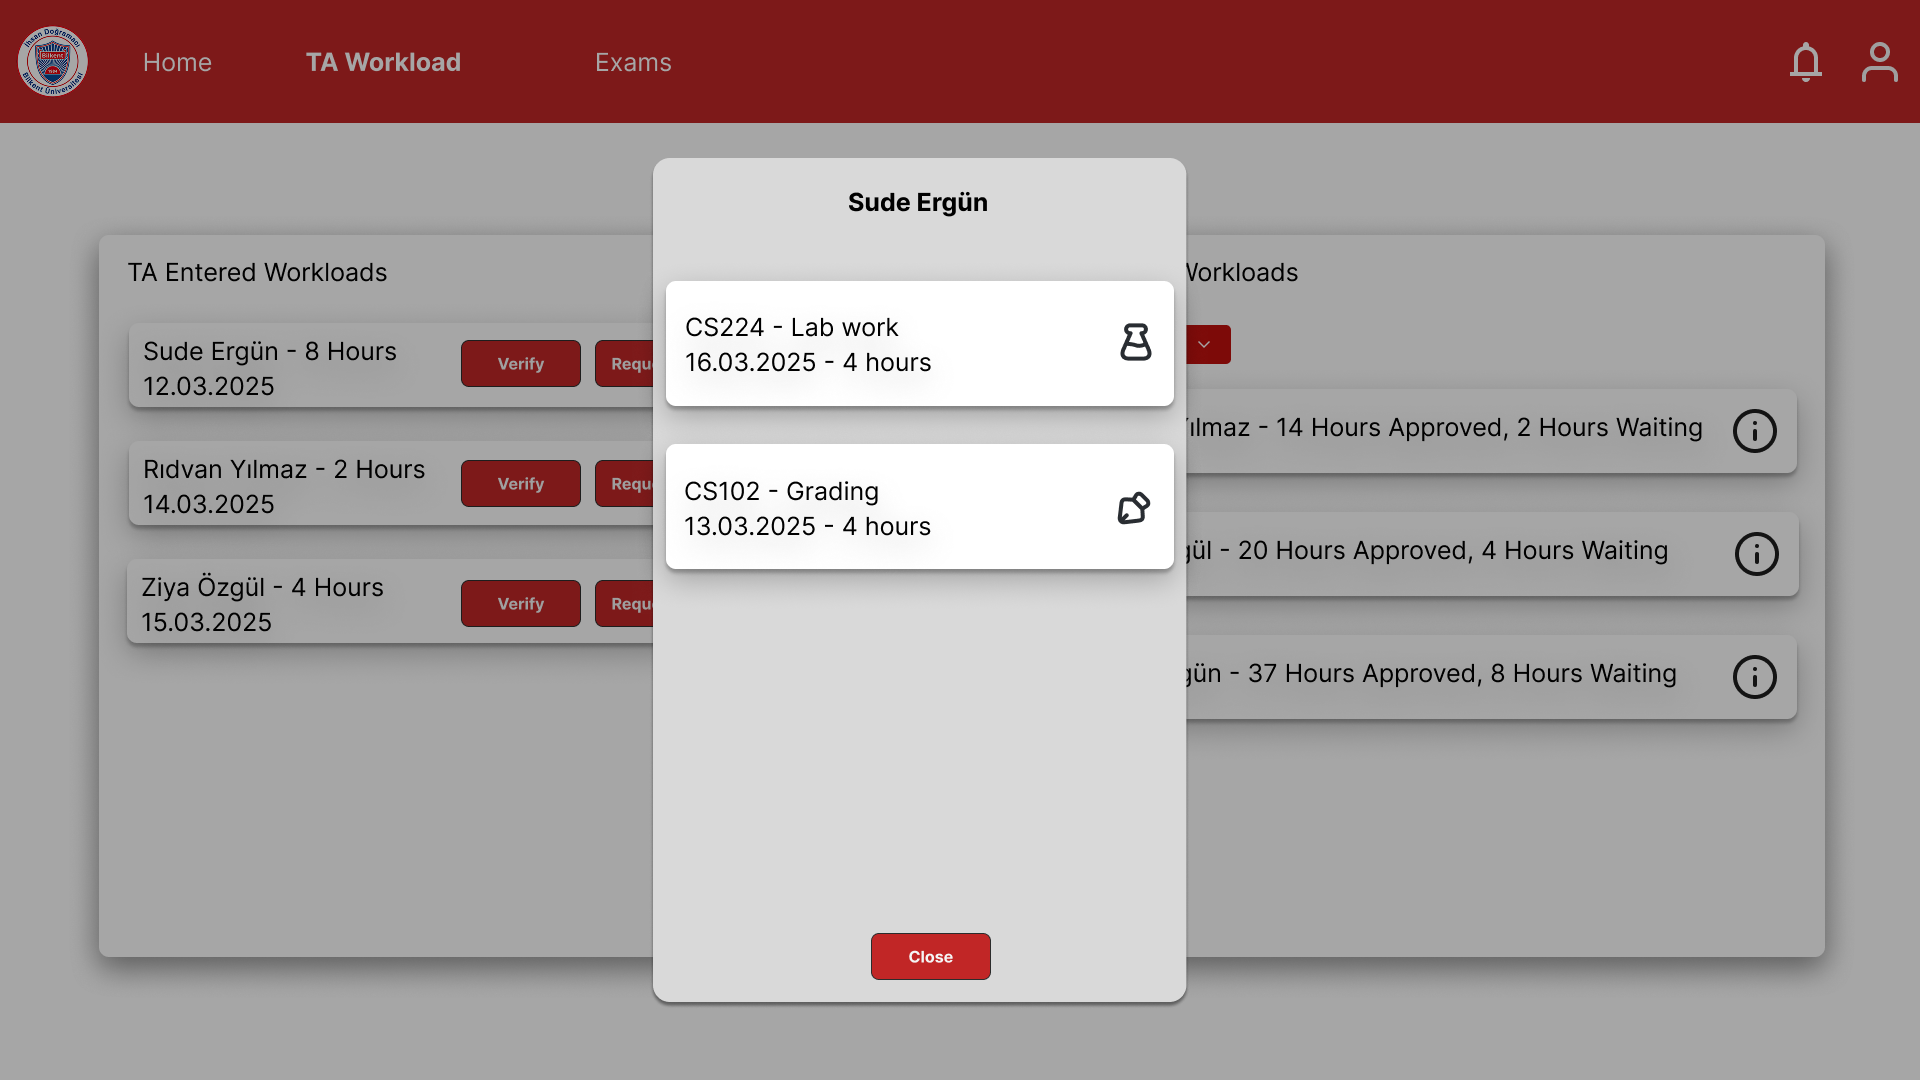 İhsan Doğramacı
Bilkent
Bilkent Üniversitesi
Home
TA Workload
Exams
Sude Ergün
CS224 - Lab work
16.03.2025 - 4 hours
CS102 - Grading
13.03.2025 - 4 hours
Close
TA Entered Workloads
Sude Ergün - 8 Hours
12.03.2025
Verify
Requ
Rıdvan Yılmaz - 2 Hours
14.03.2025
Verify
Requ
Ziya Özgül - 4 Hours
15.03.2025
Verify
Requ
Workloads
Yılmaz - 14 Hours Approved, 2 Hours Waiting
gül - 20 Hours Approved, 4 Hours Waiting
gün - 37 Hours Approved, 8 Hours Waiting